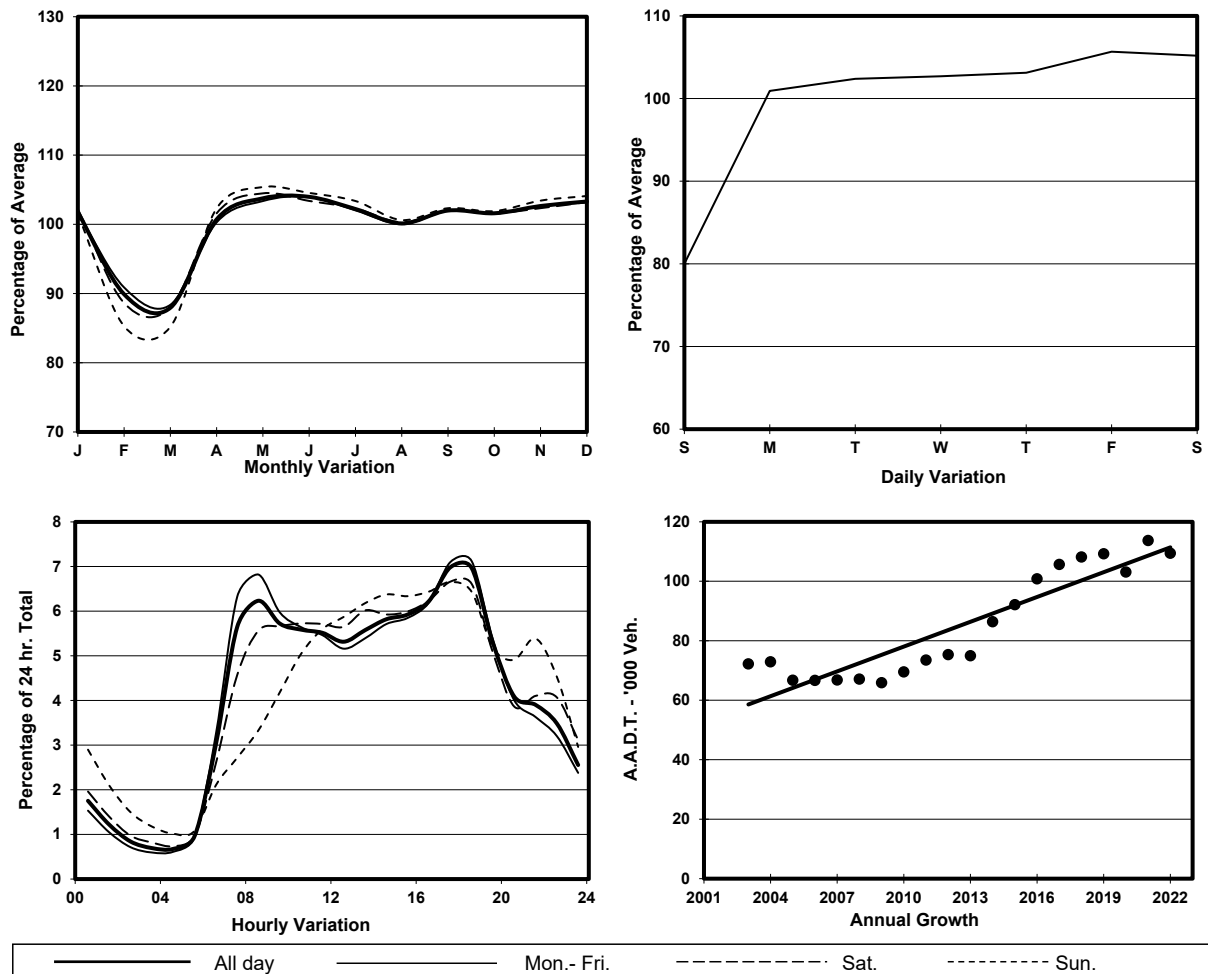 130
120
110
100
90
80
70
Percentage of Average
J F M A M J J A S O N D
Monthly Variation
110
100
90
80
70
60
Percentage of Average
S M T W T F S
Daily Variation
8
7
6
5
4
3
2
1
0
Percentage of 24 hr. Total
00 04 08 12 16 20 24
Hourly Variation
120
100
80
60
40
20
0
A.A.D.T. - '000 Veh.
2001 2004 2007 2010 2013 2016 2019 2022
Annual Growth
All day Mon.- Fri. Sat. Sun.